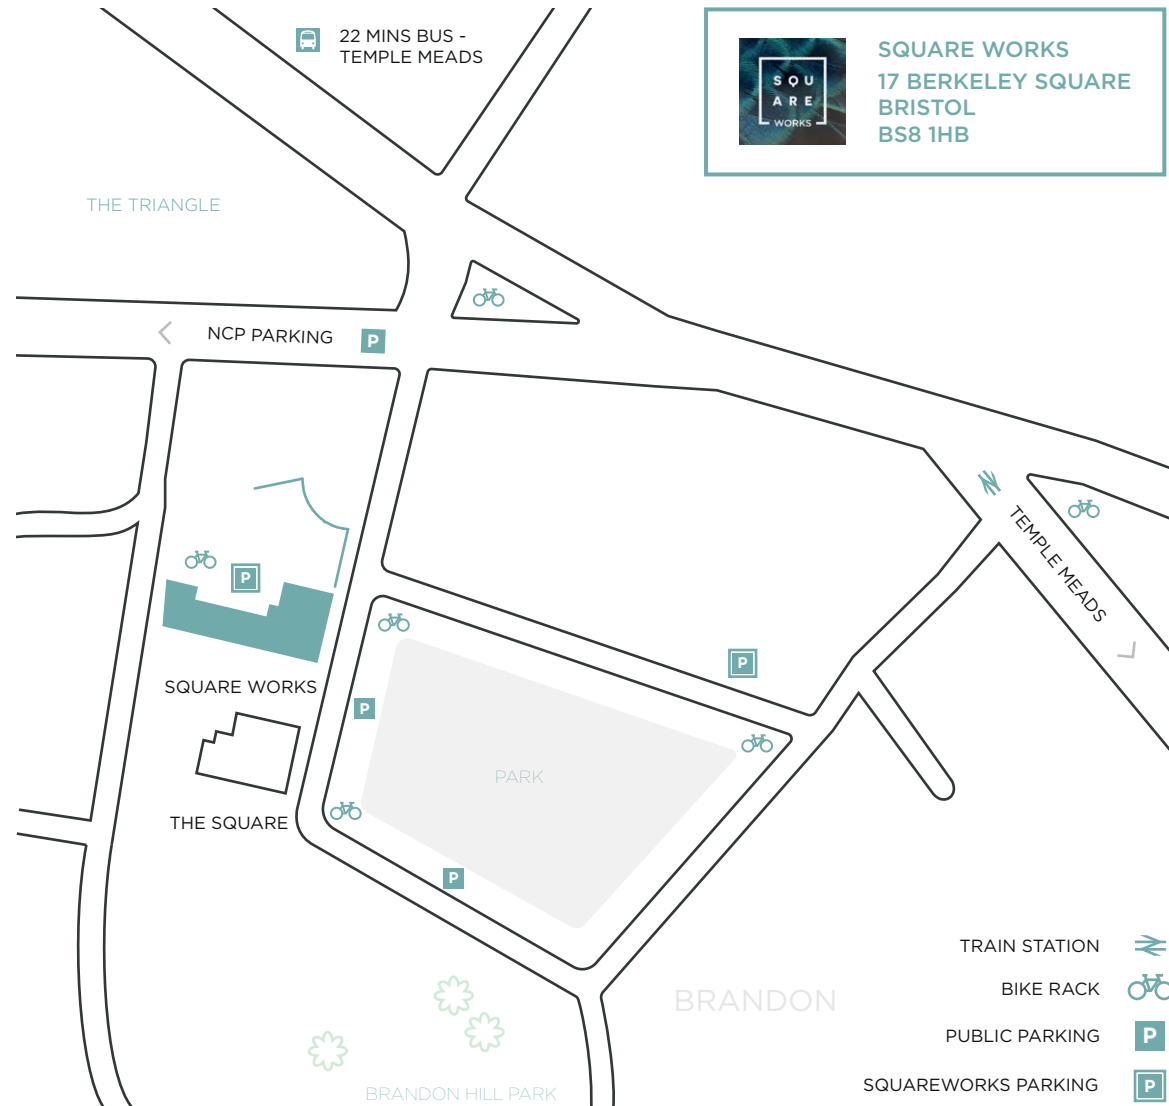 22 MINS BUS -
TEMPLE MEADS
SQU
ARE
WORKS
SQUARE WORKS
17 BERKELEY SQUARE
BRISTOL
BS8 1HB
THE TRIANGLE
NCP PARKING
P
TEMPLE MEADS
P
SQUARE WORKS
P
P
PARK
THE SQUARE
P
TRAIN STATION
BIKE RACK
BRANDON
PUBLIC PARKING
P
SQUAREWORKS PARKING
P
BRANDON HILL PARK